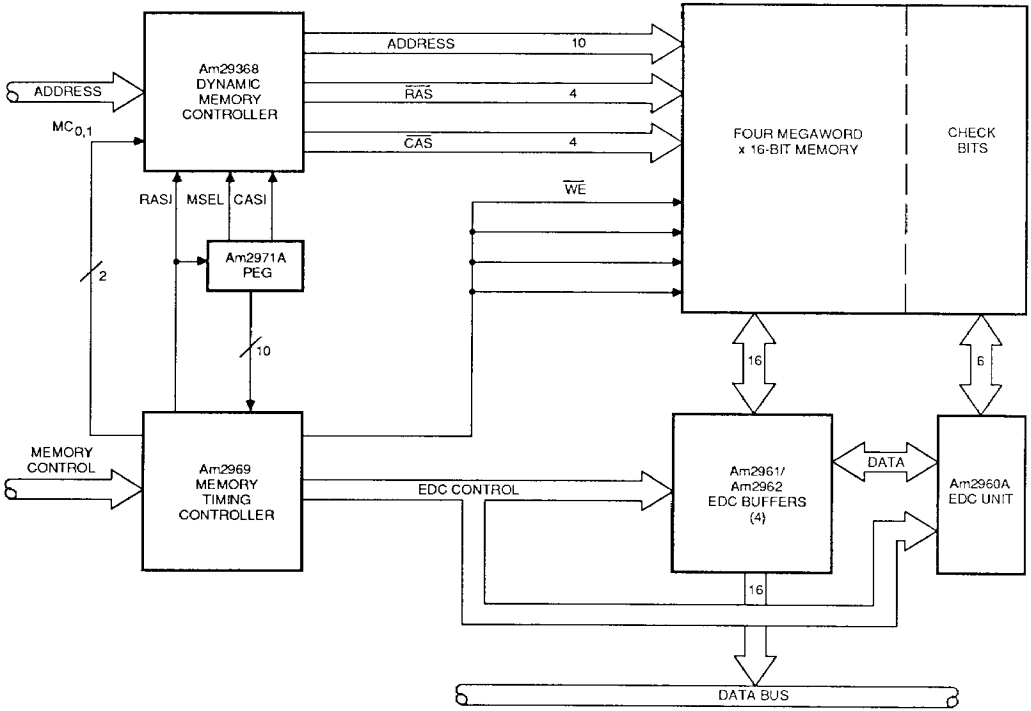 Am29368
DYNAMIC
MEMORY
CONTROLLER
ADDRESS
ADDRESS 10
RAS 4
CAS 4
FOUR MEGAWORD
x 16-BIT MEMORY
CHECK
BITS
MC0,1
RASI MSEL CASI
WE
Am2971A
PEG
2
10
16
6
MEMORY
CONTROL
Am2969
MEMORY
TIMING
CONTROLLER
EDC CONTROL
Am2961/
Am2962
EDC BUFFERS
(4)
DATA
Am2960A
EDC UNIT
16
DATA BUS